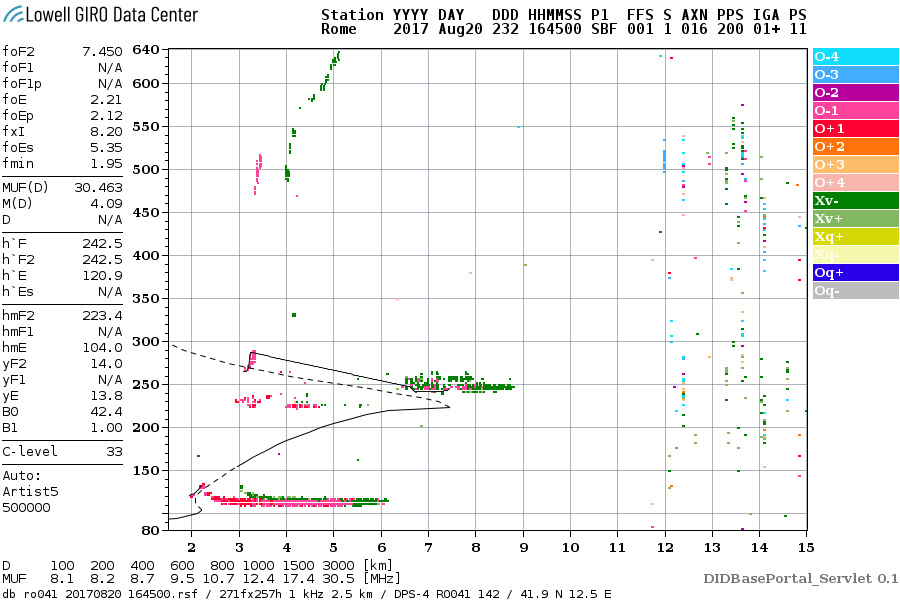 Lowell GIRO Data Center
Station YYYY DAY DDD HHMMSS P1 FFS S AXN PPS IGA PS
Rome 2017 Aug20 232 164500 SBF 001 1 016 200 01+ 11
foF2 7.450
foF1 N/A
foF1p N/A
foE 2.21
foEp 2.12
fxI 8.20
foEs 5.35
fmin 1.95
MUF(D) 30.463
M(D) 4.09
D N/A
h`F 242.5
h`F2 242.5
h`E 120.9
h`Es N/A
hmF2 223.4
hmF1 N/A
hmE 104.0
yF2 14.0
yF1 N/A
yE 13.8
B0 42.4
B1 1.00
C-level 33
Auto:
Artist5
500000
640
600
550
500
450
400
350
300
250
200
150
80
2 3 4 5 6 7 8 9 10 11 12 13 14 15
O-4
O-3
O-2
O-1
O+1
O+2
O+3
O+4
Xv-
Xv+
Xq+
Xq-
Oq+
Oq-
D 100 200 400 600 800 1000 1500 3000 [km]
MUF 8.1 8.2 8.7 9.5 10.7 12.4 17.4 30.5 [MHz]
db ro041 20170820 164500.rsf / 271fx257h 1 kHz 2.5 km / DPS-4 RO041 142 / 41.9 N 12.5 E
DIDBasePortal_Servlet 0.1